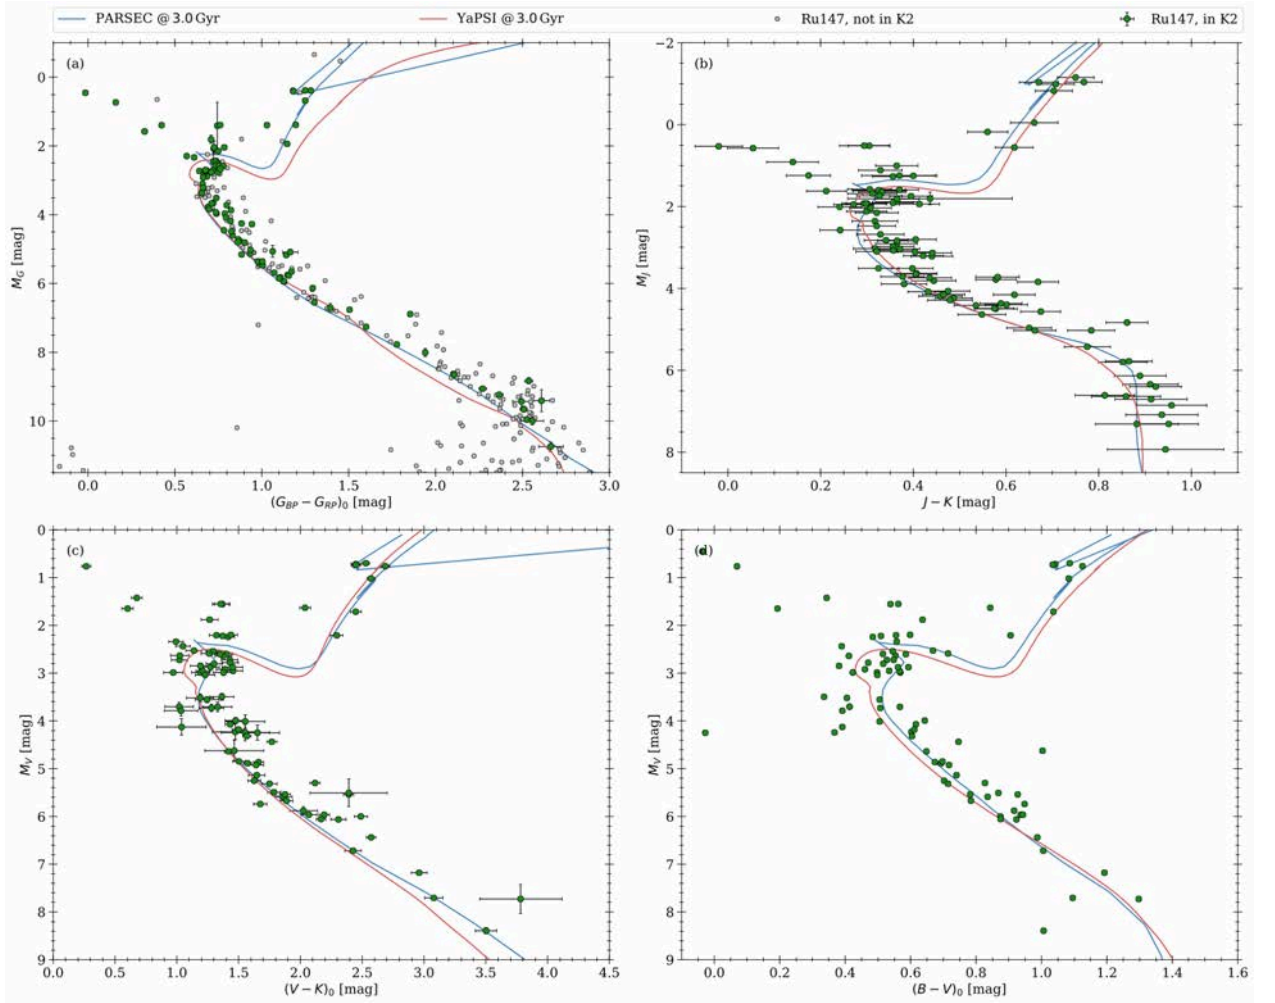 PARSEC @ 3.0 Gyr YaPSI @ 3.0 Gyr Ru147, not in K2 Ru147, in K2
(a)
0
2
4
6
8
10
M_G [mag]
0.0 0.5 1.0 1.5 2.0 2.5 3.0
(G_BP − G_RP)_0 [mag]
(b)
−2
0
2
4
6
8
M_J [mag]
0.0 0.2 0.4 0.6 0.8 1.0
J − K [mag]
(c)
0
1
2
3
4
5
6
7
8
9
M_V [mag]
0.0 0.5 1.0 1.5 2.0 2.5 3.0 3.5 4.0 4.5
(V − K)_0 [mag]
(d)
0
1
2
3
4
5
6
7
8
9
M_V [mag]
0.0 0.2 0.4 0.6 0.8 1.0 1.2 1.4 1.6
(B − V)_0 [mag]